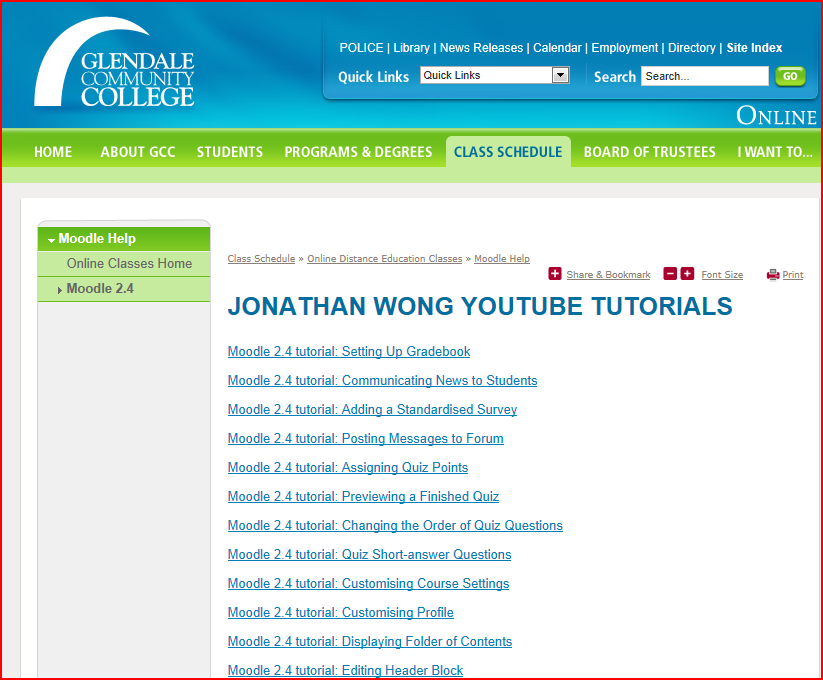 GLENDALE
COMMUNITY
COLLEGE
POLICE | Library | News Releases | Calendar | Employment | Directory | Site Index
Quick Links Quick Links Search Search... GO
ONLINE
HOME ABOUT GCC STUDENTS PROGRAMS & DEGREES CLASS SCHEDULE BOARD OF TRUSTEES I WANT TO...
Moodle Help
Online Classes Home
Moodle 2.4
Class Schedule » Online Distance Education Classes » Moodle Help
Share & Bookmark Font Size Print
JONATHAN WONG YOUTUBE TUTORIALS
Moodle 2.4 tutorial: Setting Up Gradebook
Moodle 2.4 tutorial: Communicating News to Students
Moodle 2.4 tutorial: Adding a Standardised Survey
Moodle 2.4 tutorial: Posting Messages to Forum
Moodle 2.4 tutorial: Assigning Quiz Points
Moodle 2.4 tutorial: Previewing a Finished Quiz
Moodle 2.4 tutorial: Changing the Order of Quiz Questions
Moodle 2.4 tutorial: Quiz Short-answer Questions
Moodle 2.4 tutorial: Customising Course Settings
Moodle 2.4 tutorial: Customising Profile
Moodle 2.4 tutorial: Displaying Folder of Contents
Moodle 2.4 tutorial: Editing Header Block